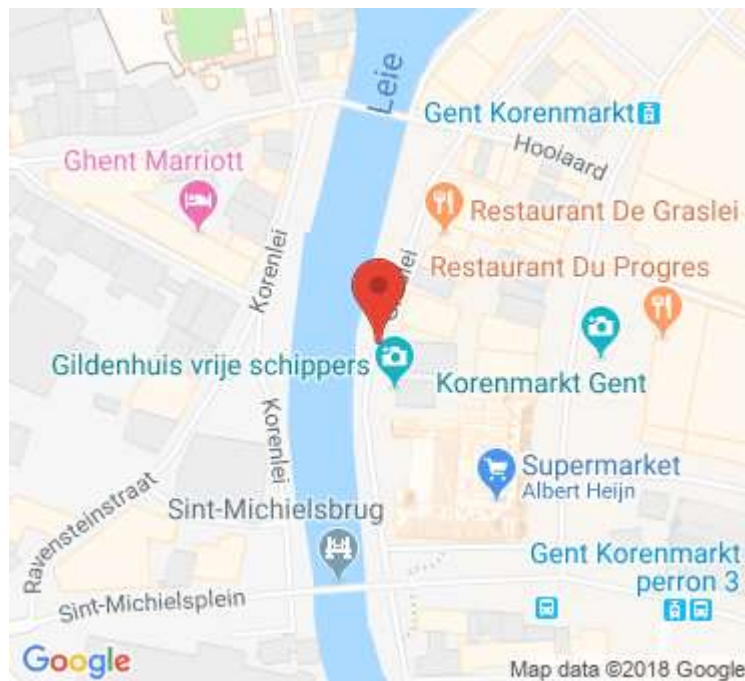 Leie
Gent Korenmarkt
Hooiaard
Ghent Marriott
Restaurant De Graslei
Korenlei
Restaurant Du Progres
Gildenhuis vrije schippers
Korenmarkt Gent
Korenlei
Supermarket
Albert Heijn
Ravensteinstraat
Sint-Michielsbrug
Gent Korenmarkt
perron 3
Sint-Michielsplein
Google
Map data ©2018 Google